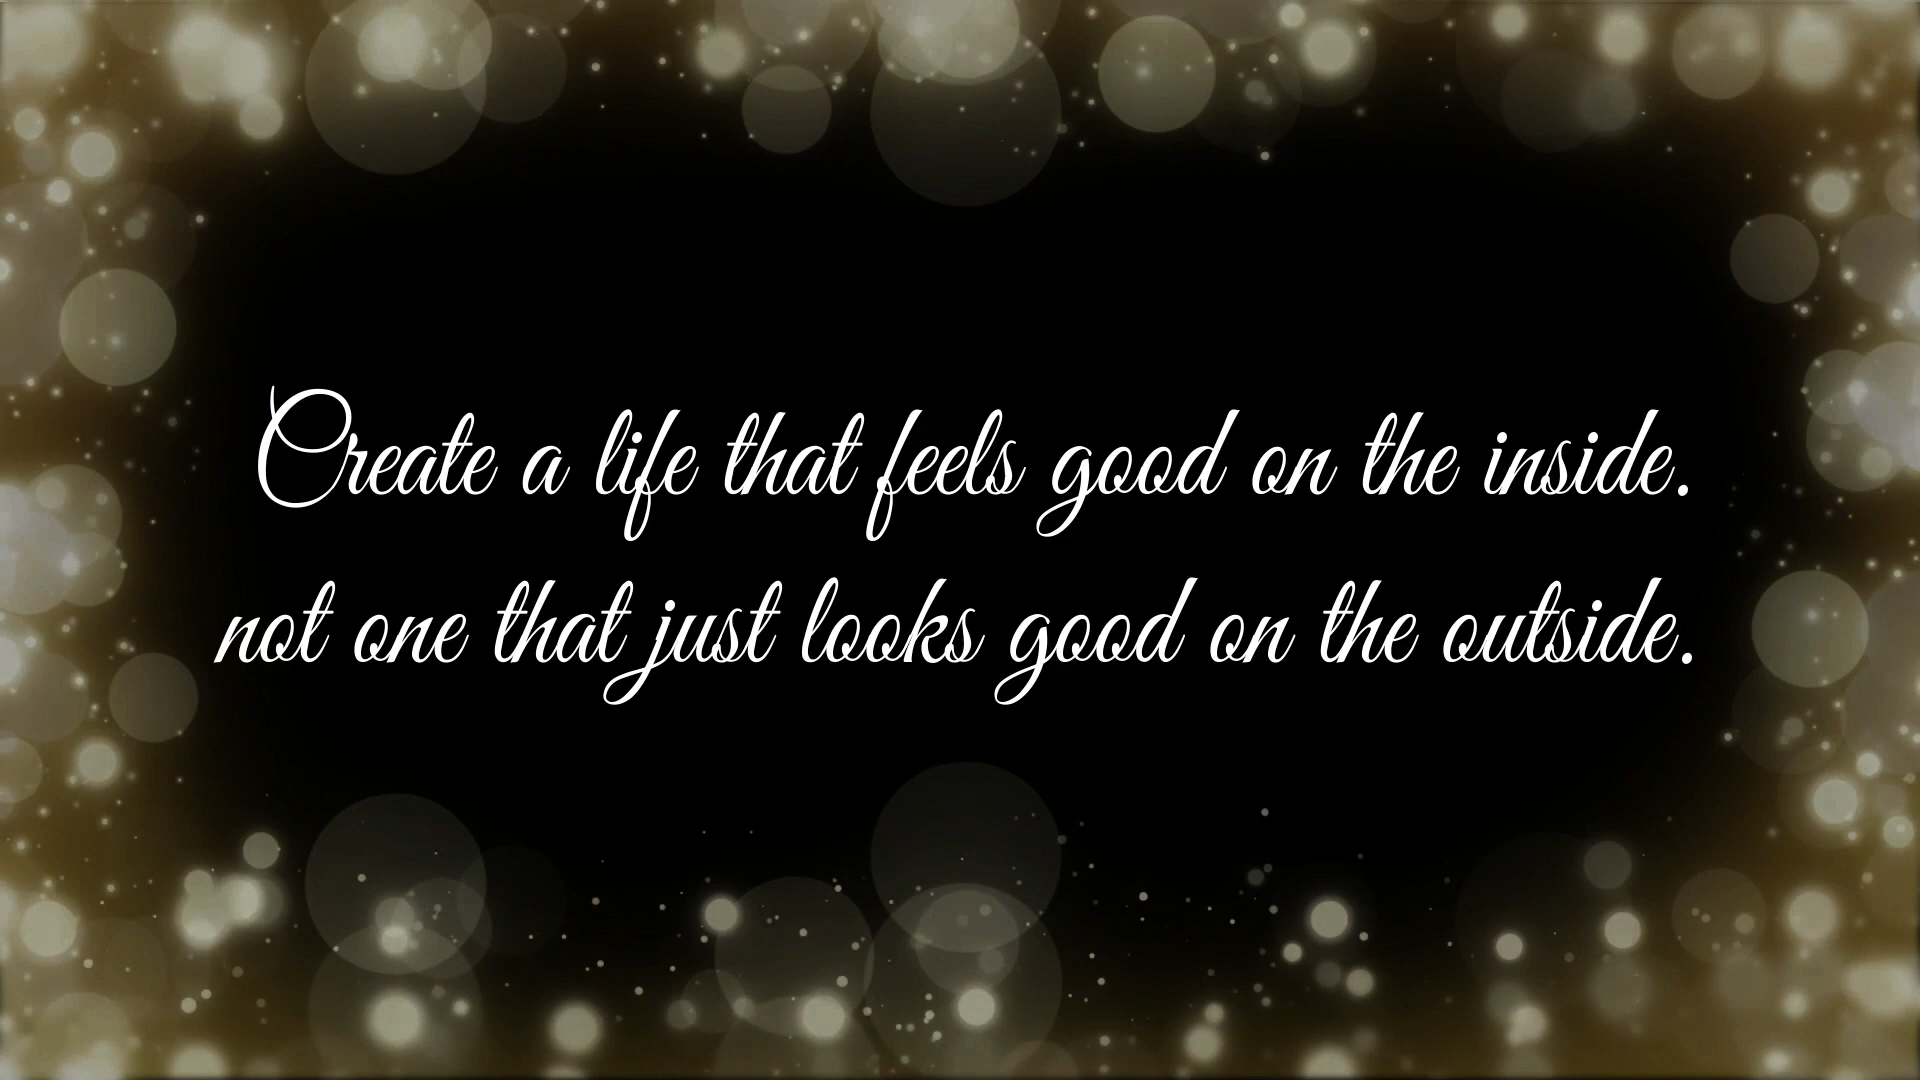 Create a life that feels good on the inside.
not one that just looks good on the outside.